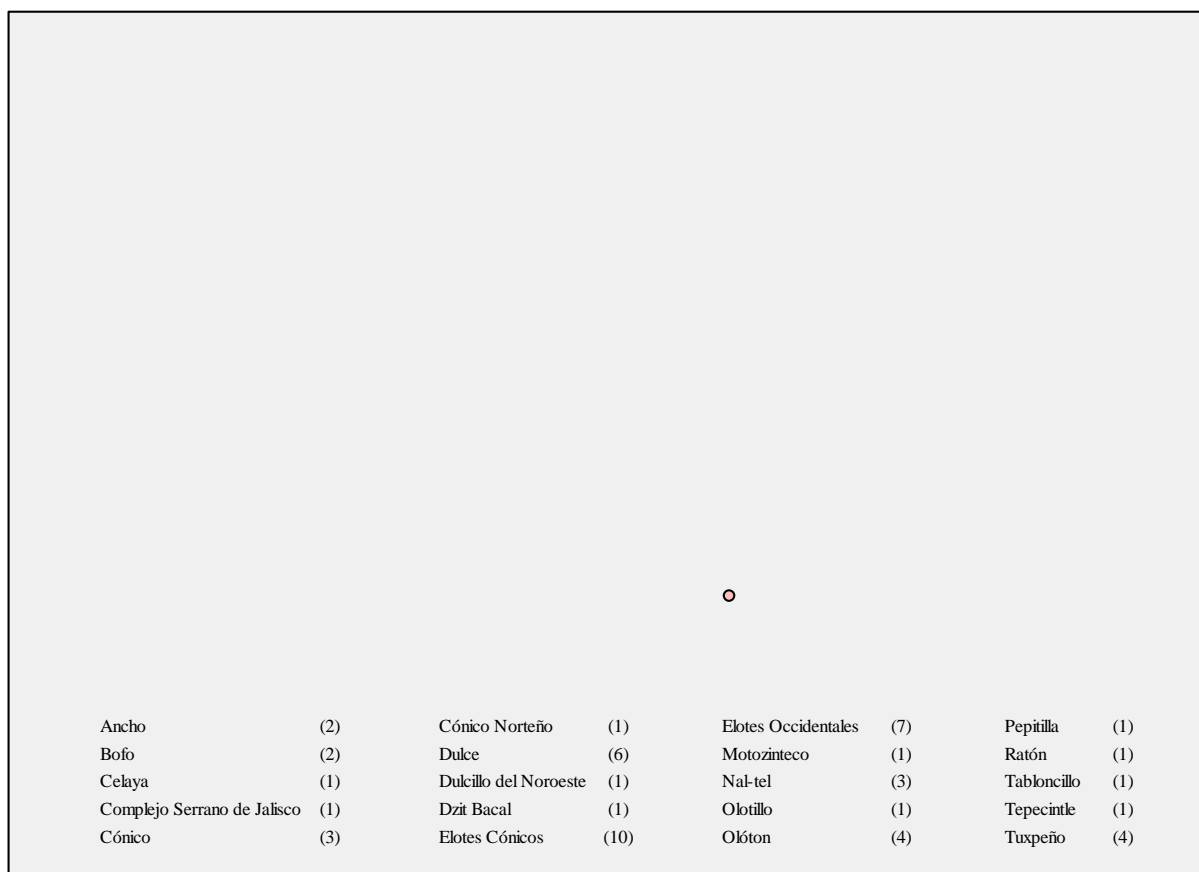 Ancho (2) Cónico Norteño (1) Elotes Occidentales (7) Pepitilla (1)
Bofo (2) Dulce (6) Motozinteco (1) Ratón (1)
Celaya (1) Dulcillo del Noroeste (1) Nal-tel (3) Tabloncillo (1)
Complejo Serrano de Jalisco (1) Dzit Bacal (1) Olotillo (1) Tepecintle (1)
Cónico (3) Elotes Cónicos (10) Olóton (4) Tuxpeño (4)